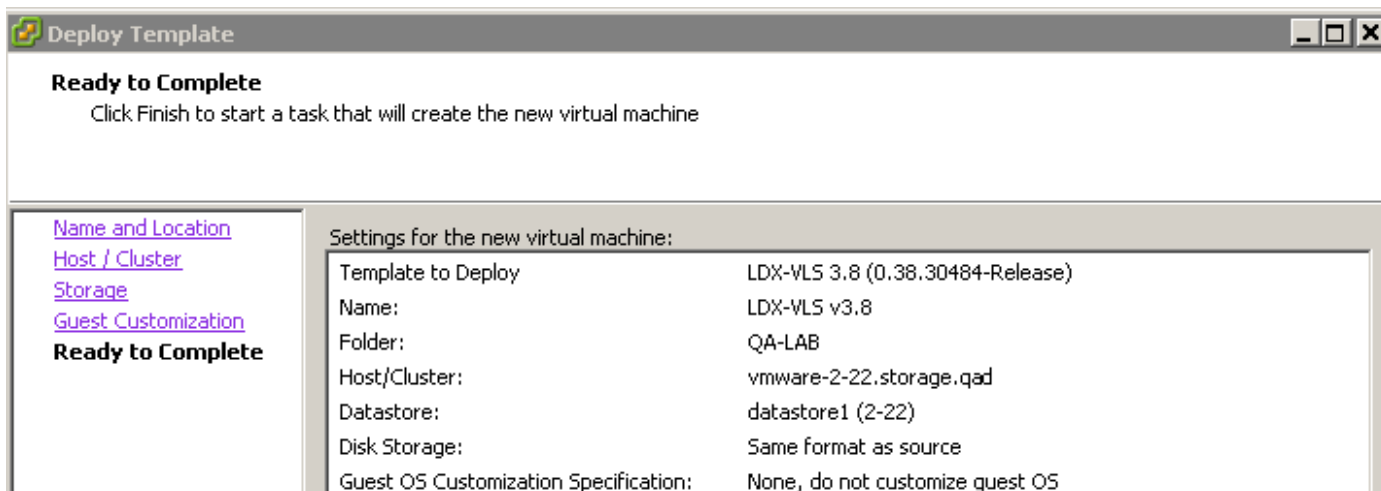 Deploy Template
Ready to Complete
Click Finish to start a task that will create the new virtual machine
Name and Location
Host / Cluster
Storage
Guest Customization
Ready to Complete
Settings for the new virtual machine:
Template to Deploy LDX-VLS 3.8 (0.38.30484-Release)
Name: LDX-VLS v3.8
Folder: QA-LAB
Host/Cluster: vmware-2-22.storage.qad
Datastore: datastore1 (2-22)
Disk Storage: Same format as source
Guest OS Customization Specification: None, do not customize guest OS